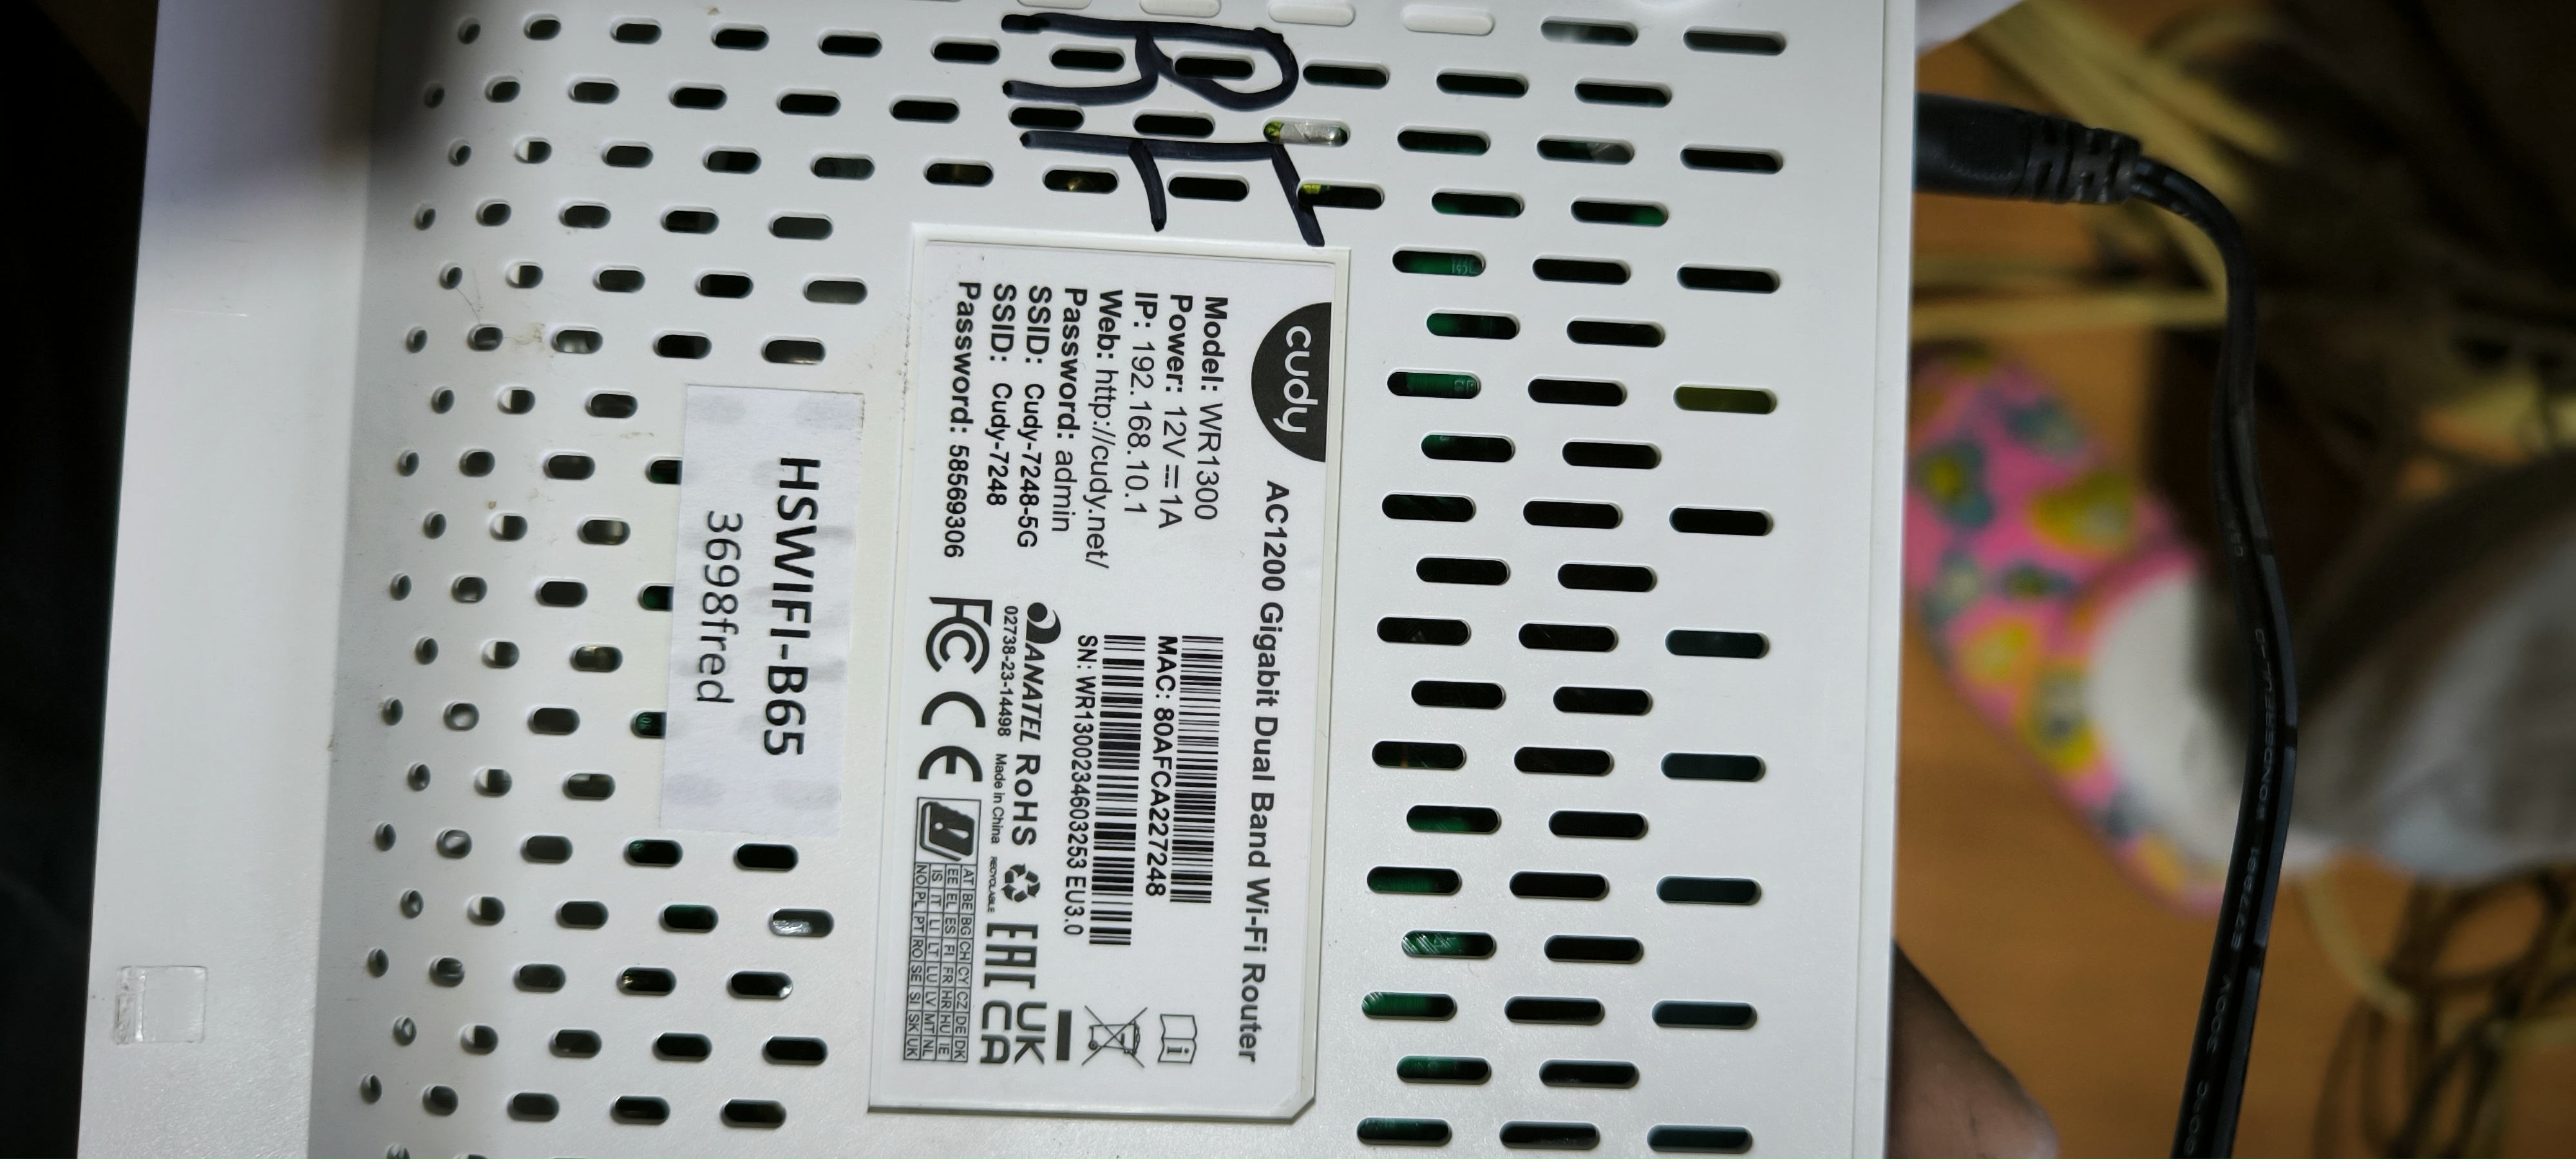 RF
cudy
AC1200 Gigabit Dual Band Wi-Fi Router
Model: WR1300
Power: 12V⎓1A
IP: 192.168.10.1
Web: http://cudy.net/
Password: admin
SSID: Cudy-7248-5G
SSID: Cudy-7248
Password: 58569306
MAC: 80AFCA227248
SN: WR1300234603253 EU3.0
ANATEL RoHS
02738-23-14498 Made in China
RECYCLABLE
EAC
UK
CA
FC CE
AT BE BG CH CY CZ DE DK
EE EL ES FI FR HR HU IE
IS IT LI LT LU LV MT NL
NO PL PT RO SE SI SK UK
HSWIFI-B65
3698fred